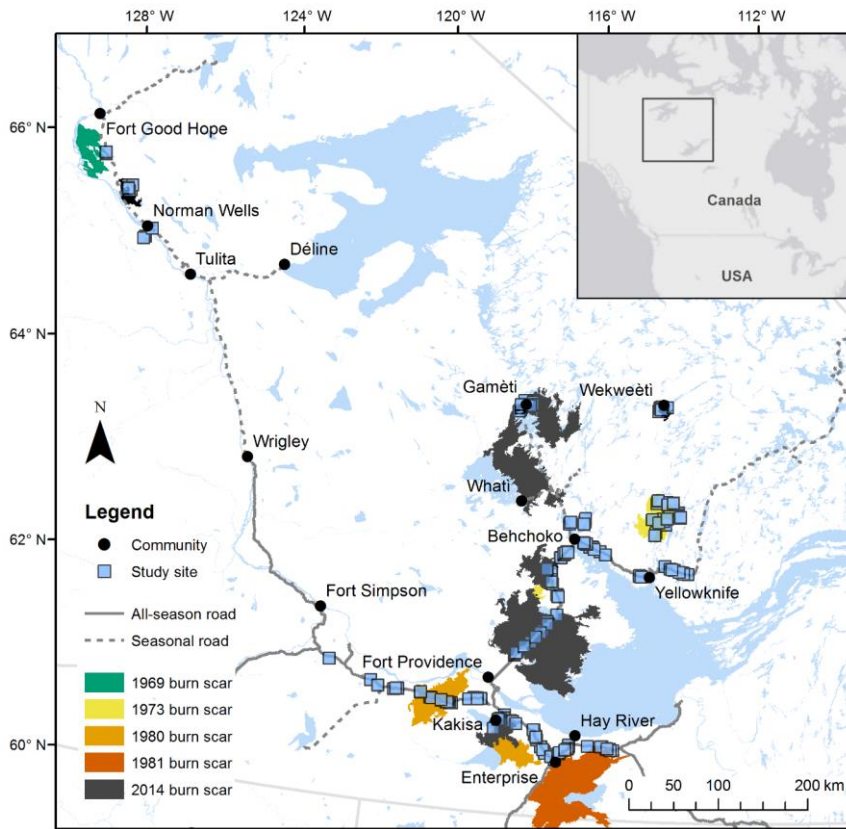 128° W
124° W
120° W
116° W
112° W
66° N
64° N
62° N
60° N
Fort Good Hope
Norman Wells
Tulita
Déline
Canada
USA
Gamètì
Wekweètì
Wrigley
Whatì
Behchoko
Yellowknife
Fort Simpson
Fort Providence
Kakisa
Hay River
Enterprise
N
Legend
Community
Study site
All-season road
Seasonal road
1969 burn scar
1973 burn scar
1980 burn scar
1981 burn scar
2014 burn scar
0 50 100 200 km